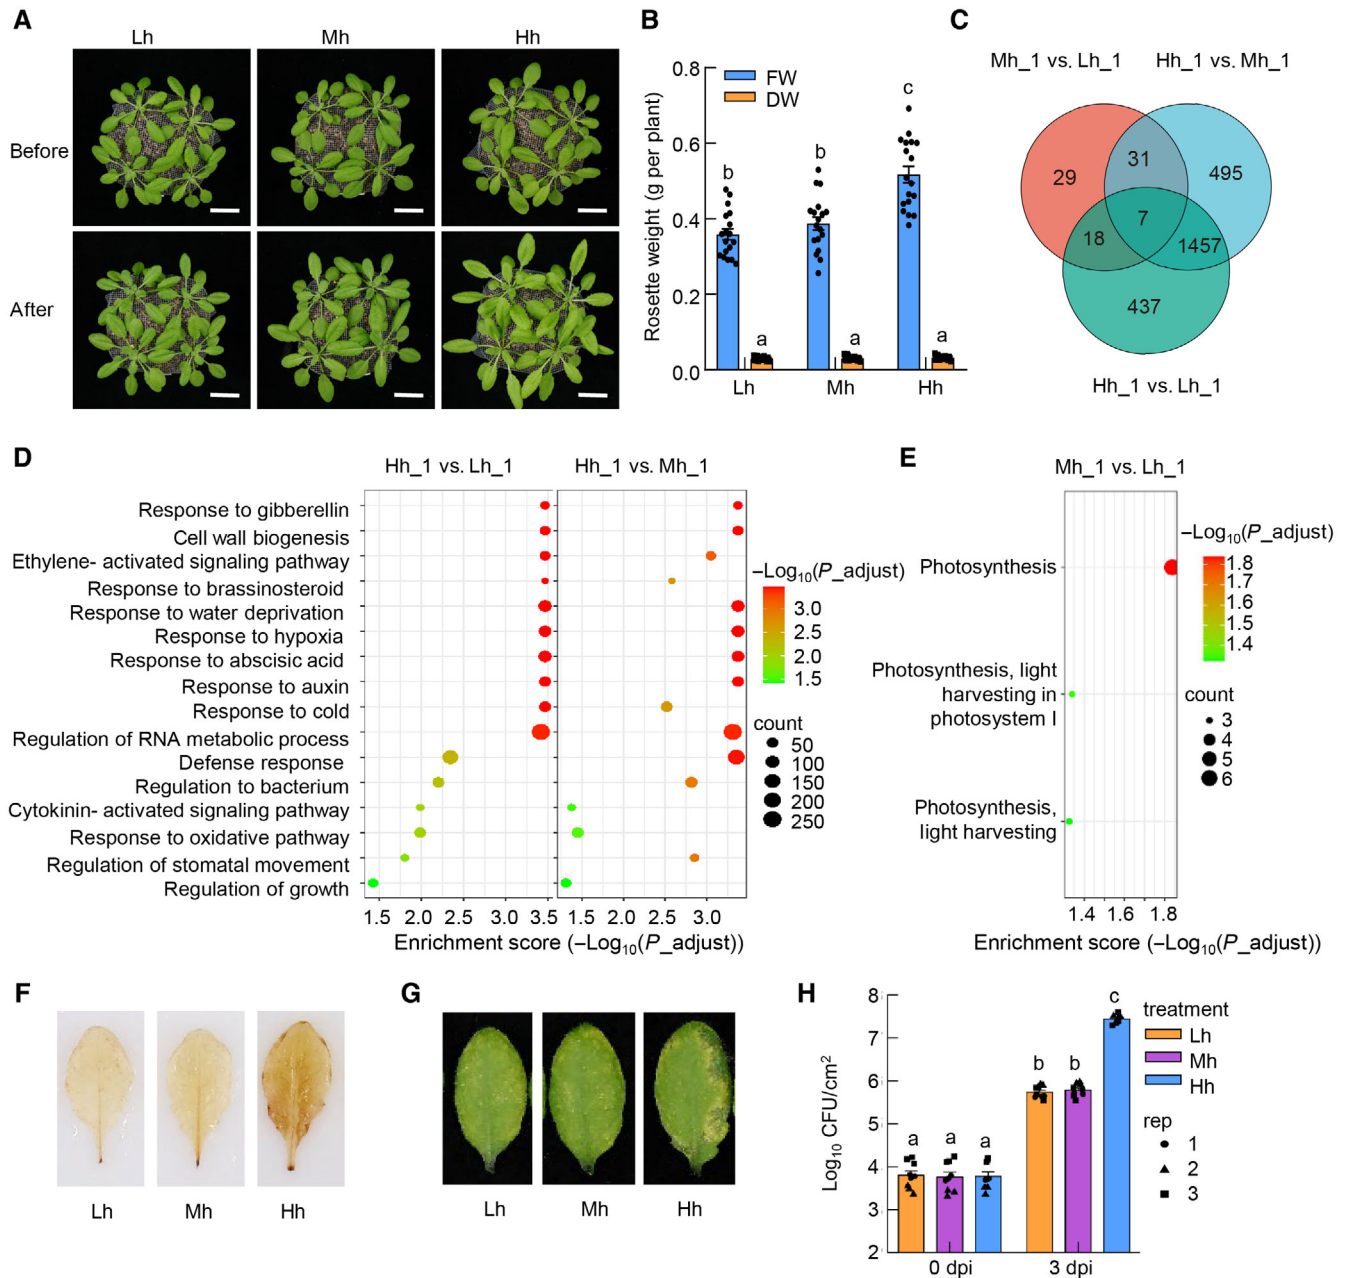 A
Lh Mh Hh
Before
After
B
Rosette weight (g per plant)
0.8
0.6
0.4
0.2
0.0
FW
DW
b a b a c a
Lh Mh Hh
C
Mh_1 vs. Lh_1 Hh_1 vs. Mh_1
29 31 495
18 7 1457
437
Hh_1 vs. Lh_1
D
Hh_1 vs. Lh_1 Hh_1 vs. Mh_1
Response to gibberellin
Cell wall biogenesis
Ethylene- activated signaling pathway
Response to brassinosteroid
Response to water deprivation
Response to hypoxia
Response to abscisic acid
Response to auxin
Response to cold
Regulation of RNA metabolic process
Defense response
Regulation to bacterium
Cytokinin- activated signaling pathway
Response to oxidative pathway
Regulation of stomatal movement
Regulation of growth
1.5 2.0 2.5 3.0 3.5 1.5 2.0 2.5 3.0
Enrichment score (–Log10(P_adjust))
–Log10(P_adjust)
3.0
2.5
2.0
1.5
count
50
100
150
200
250
E
Mh_1 vs. Lh_1
Photosynthesis
Photosynthesis, light
harvesting in
photosystem I
Photosynthesis,
light harvesting
1.4 1.6 1.8
Enrichment score (–Log10(P_adjust))
–Log10(P_adjust)
1.8
1.7
1.6
1.5
1.4
count
3
4
5
6
F
Lh Mh Hh
G
Lh Mh Hh
H
Log10 CFU/cm2
8
7
6
5
4
3
2
a a a b b c
0 dpi 3 dpi
treatment
Lh
Mh
Hh
rep
1
2
3